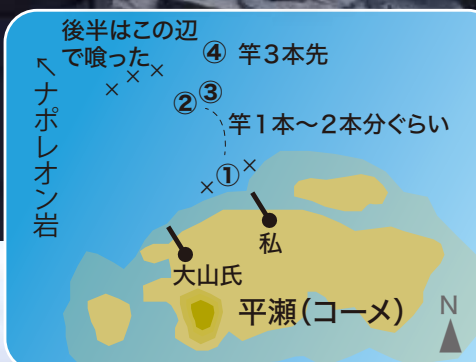 後半はこの辺
で喰った
④ 竿3本先
↖ナポレオン岩
② ③
竿1本〜2本分ぐらい
①
私
大山氏
平瀬(コーメ)
N